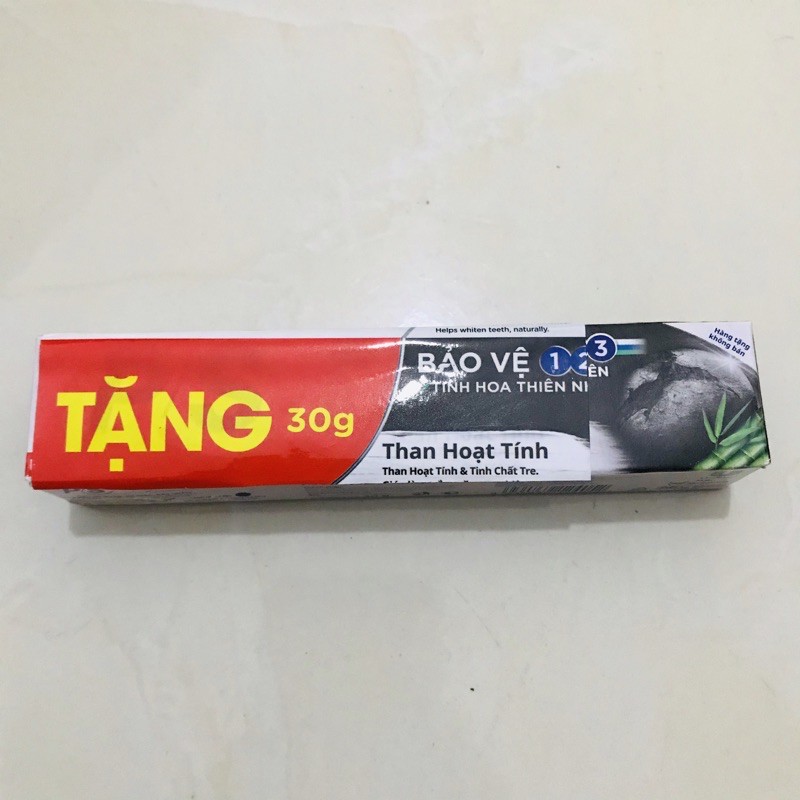 TẶNG 30g
Helps whiten teeth, naturally.
BẢO VỆ 1 2 3
TINH HOA THIÊN NI
ÊN
Than Hoạt Tính
Than Hoạt Tính & Tinh Chất Tre.
Hàng tặng
không bán